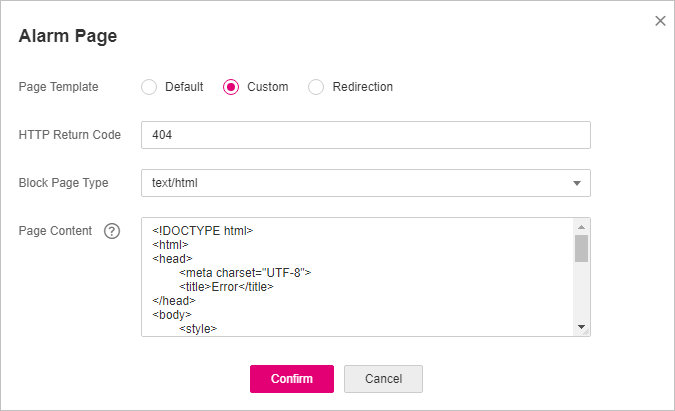 Alarm Page
Page Template Default Custom Redirection
HTTP Return Code 404
Block Page Type text/html
Page Content ? <!DOCTYPE html>
<html>
<head>
<meta charset="UTF-8">
<title>Error</title>
</head>
<body>
<style>
Confirm Cancel